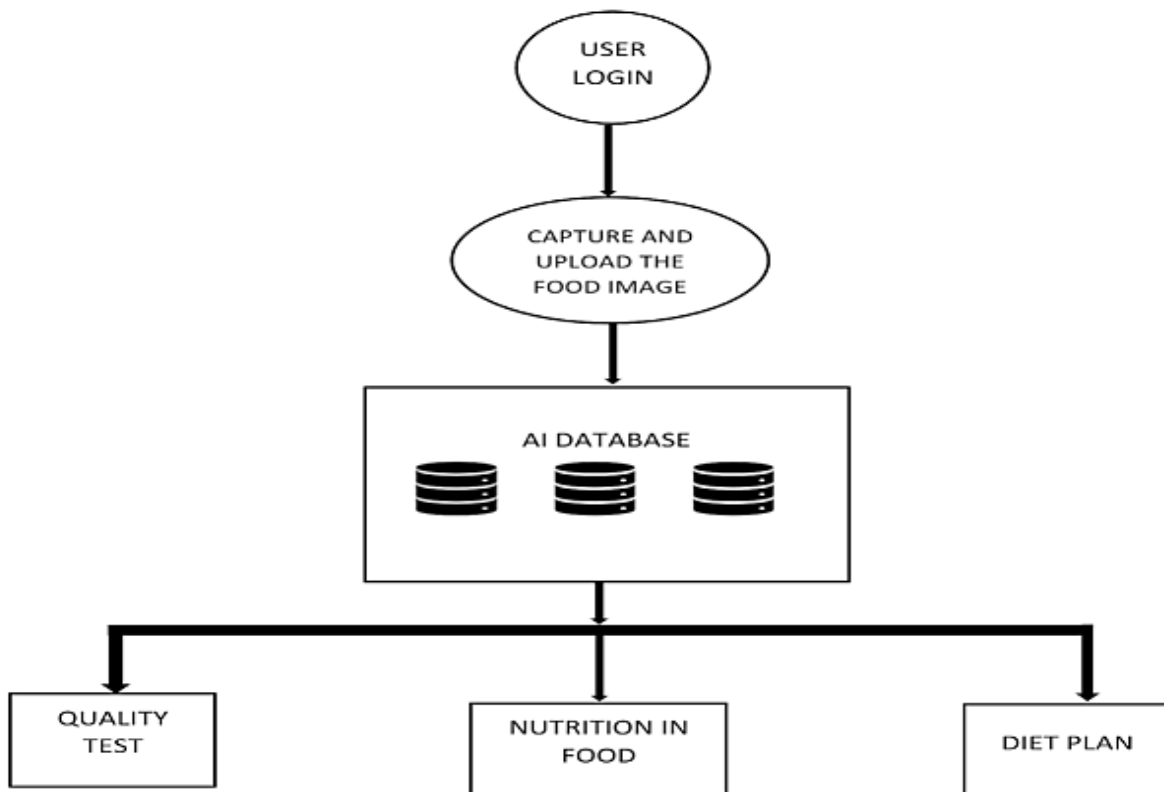 USER
LOGIN
CAPTURE AND
UPLOAD THE
FOOD IMAGE
AI DATABASE
QUALITY
TEST
NUTRITION IN
FOOD
DIET PLAN